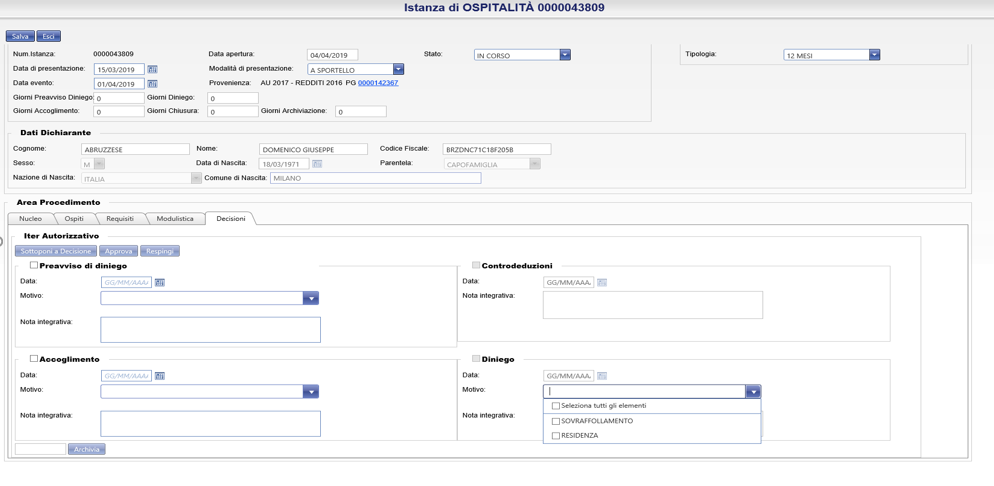 Istanza di OSPITALITÀ 0000043809
Salva Esci
Num.Istanza: 0000043809 Data apertura: 04/04/2019 Stato: IN CORSO Tipologia: 12 MESI
Data di presentazione: 15/03/2019 Modalità di presentazione: A SPORTELLO
Data evento: 01/04/2019 Provenienza: AU 2017 - REDDITI 2016 PG 0000142367
Giorni Preavviso Diniego: 0 Giorni Diniego: 0
Giorni Accoglimento: 0 Giorni Chiusura: 0 Giorni Archiviazione: 0
Dati Dichiarante
Cognome: ABRUZZESE Nome: DOMENICO GIUSEPPE Codice Fiscale: BRZDNC71C18F205B
Sesso: M Data di Nascita: 18/03/1971 Parentela: CAPOFAMIGLIA
Nazione di Nascita: ITALIA Comune di Nascita: MILANO
Area Procedimento
Nucleo Ospiti Requisiti Modulistica Decisioni
Iter Autorizzativo
Sottoponi a Decisione Approva Respingi
Preavviso di diniego Controdeduzioni
Data: GG/MM/AAA Data: GG/MM/AAA
Motivo: Nota integrativa:
Nota integrativa:
Accoglimento Diniego
Data: GG/MM/AAA Data: GG/MM/AAA
Motivo: Motivo:
Seleziona tutti gli elementi
Nota integrativa: Nota integrativa:
SOVRAFFOLLAMENTO
RESIDENZA
Archivia